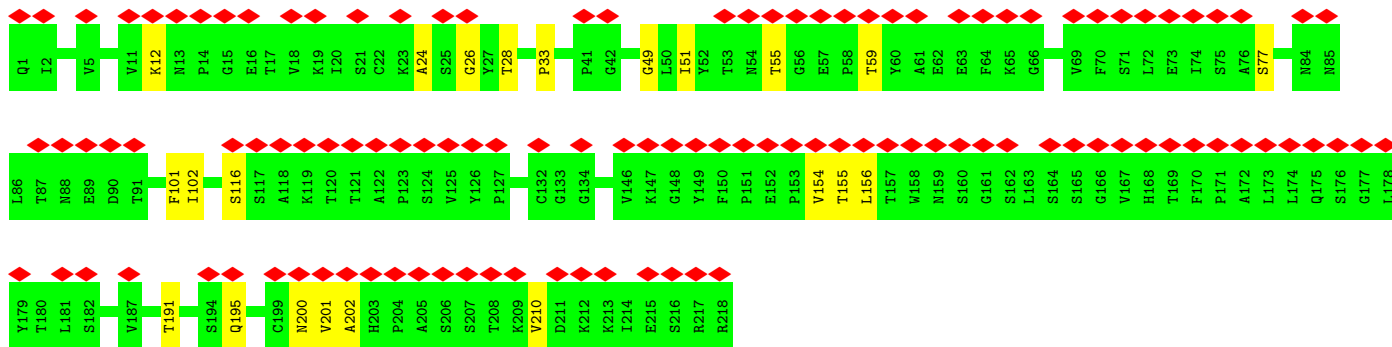 Q1 I2 V5 V11 K12 N13 P14 G15 E16 T17 V18 K19 I20 S21 C22 K23 A24 S25 G26 Y27 T28 P33 P41 G42 G49 L50 I51 Y52 T53 N54 T55 G56 E57 P58 T59 Y60 A61 E62 E63 F64 K65 G66 V69 F70 S71 L72 E73 I74 S75 A76 S77 N84 N85
L86 T87 N88 E89 D90 T91 F101 I102 S116 S117 A118 K119 T120 T121 A122 P123 S124 V125 Y126 P127 C132 G133 G134 V146 K147 G148 Y149 F150 P151 E152 P153 V154 T155 L156 T157 W158 N159 S160 G161 S162 L163 S164 S165 G166 V167 H168 T169 F170 P171 A172 L173 L174 Q175 S176 G177 L178
Y179 T180 L181 S182 V187 T191 S194 Q195 C199 N200 V201 A202 H203 P204 A205 S206 S207 T208 K209 V210 D211 K212 K213 I214 E215 S216 R217 R218